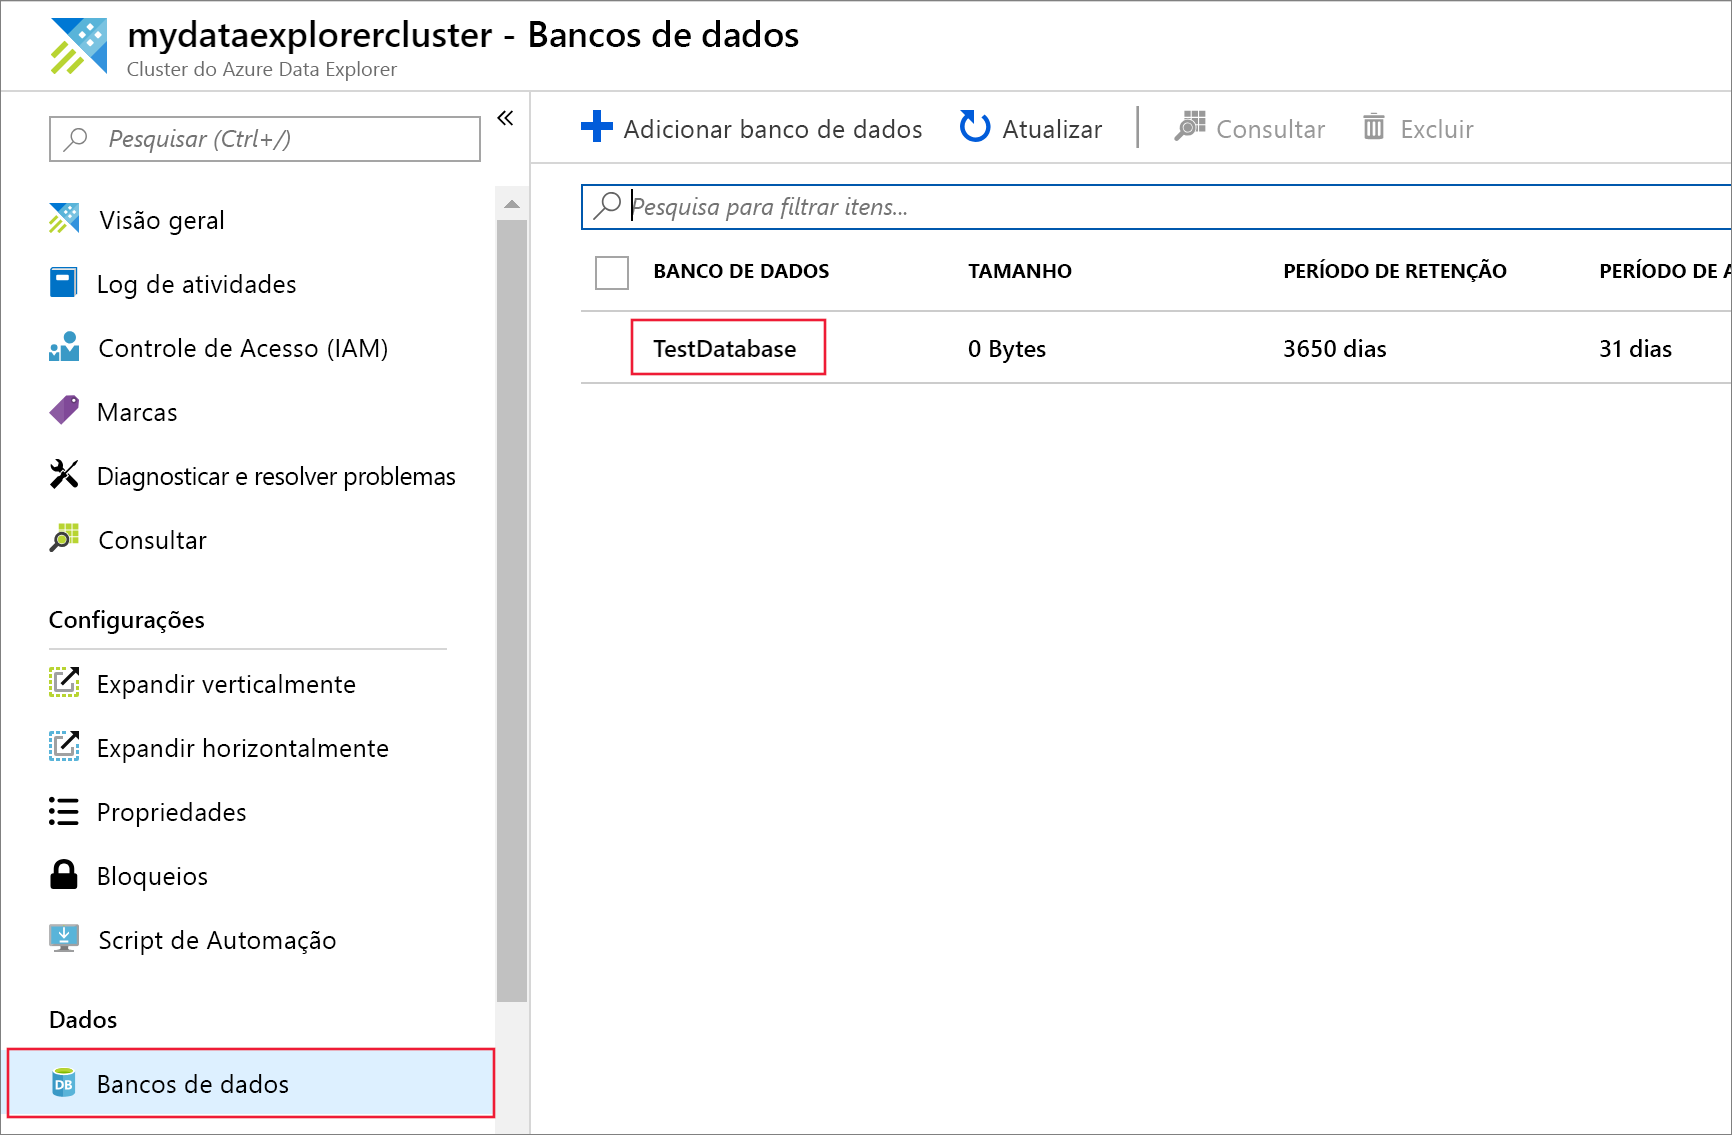 mydataexplorercluster - Bancos de dados
Cluster do Azure Data Explorer
Pesquisar (Ctrl+/)
«
Visão geral
Log de atividades
Controle de Acesso (IAM)
Marcas
Diagnosticar e resolver problemas
Consultar
Configurações
Expandir verticalmente
Expandir horizontalmente
Propriedades
Bloqueios
Script de Automação
Dados
DB Bancos de dados
Adicionar banco de dados Atualizar Consultar Excluir
Pesquisa para filtrar itens...
BANCO DE DADOS TAMANHO PERÍODO DE RETENÇÃO PERÍODO DE A
TestDatabase 0 Bytes 3650 dias 31 dias